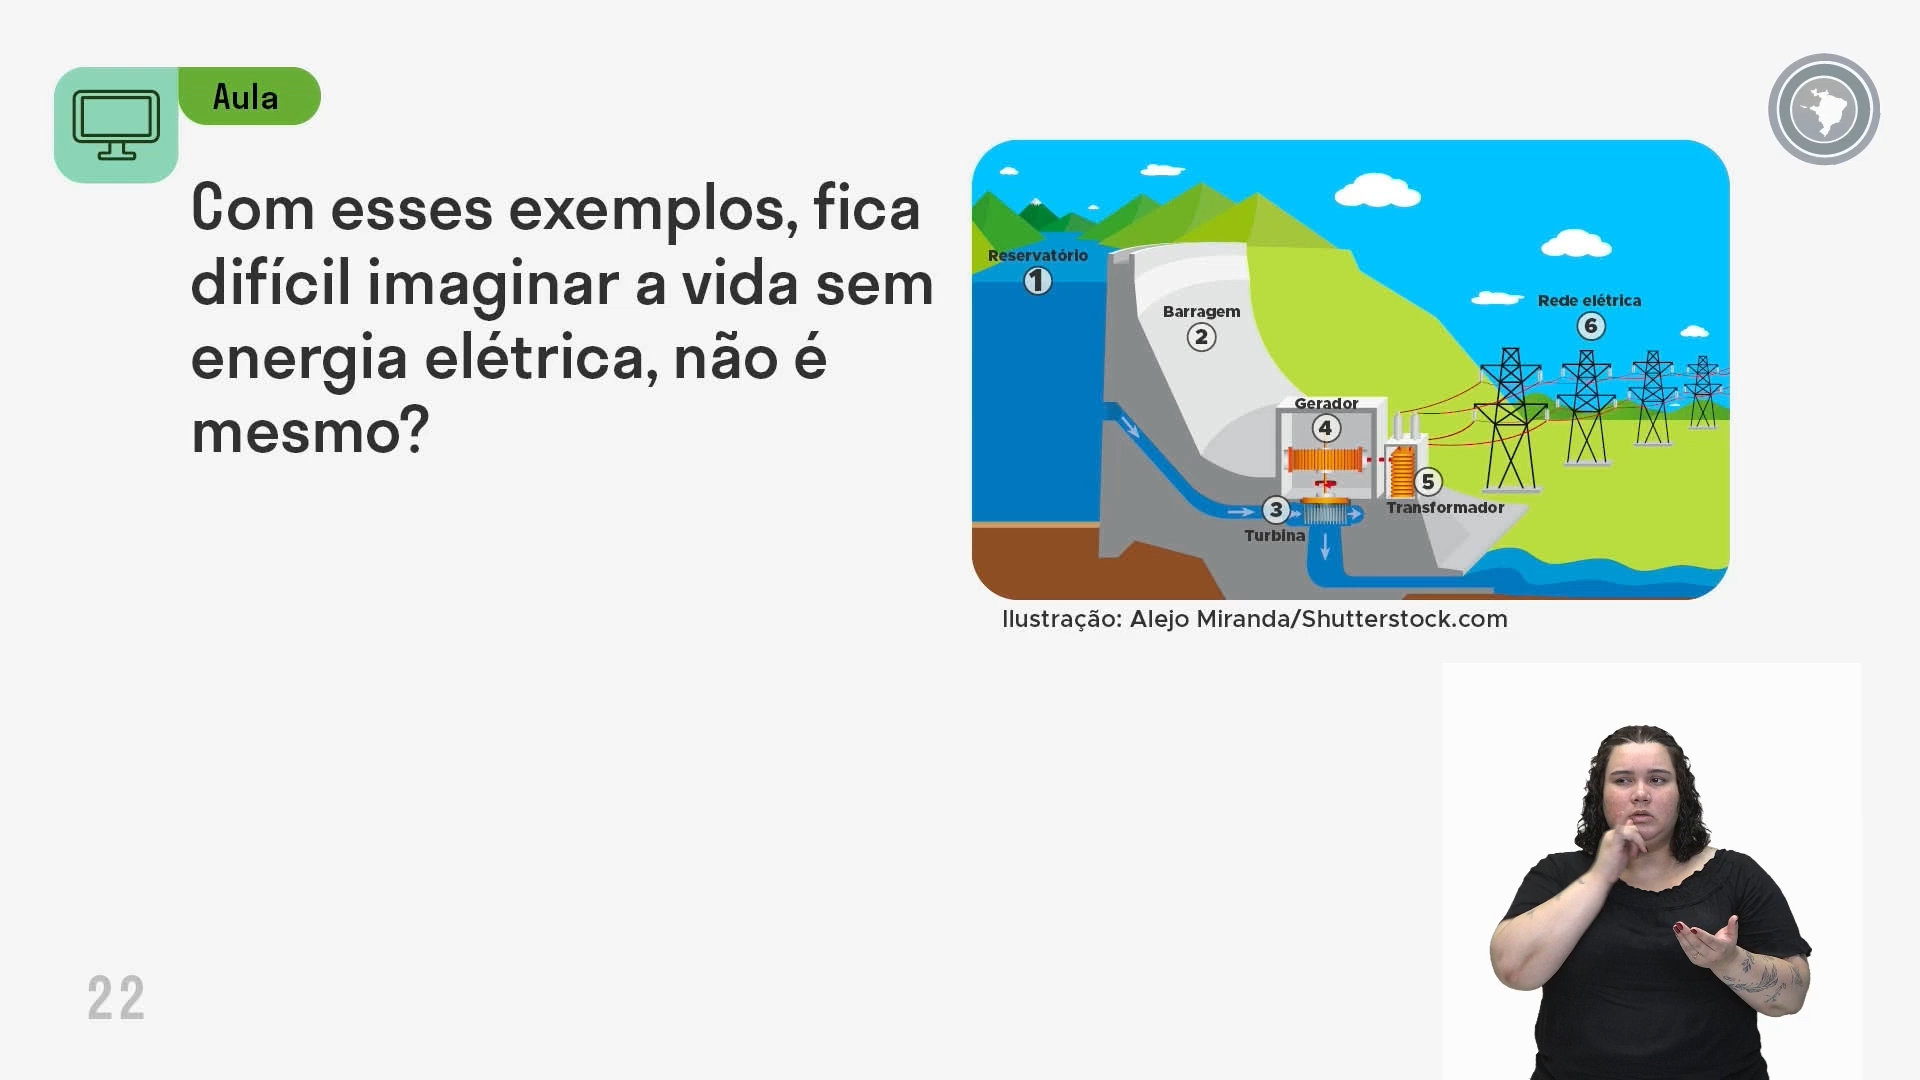 Aula
Com esses exemplos, fica
difícil imaginar a vida sem
energia elétrica, não é
mesmo?
Reservatório
1
Barragem
2
Rede elétrica
6
Gerador
4
5
Transformador
3
Turbina
Ilustração: Alejo Miranda/Shutterstock.com
22